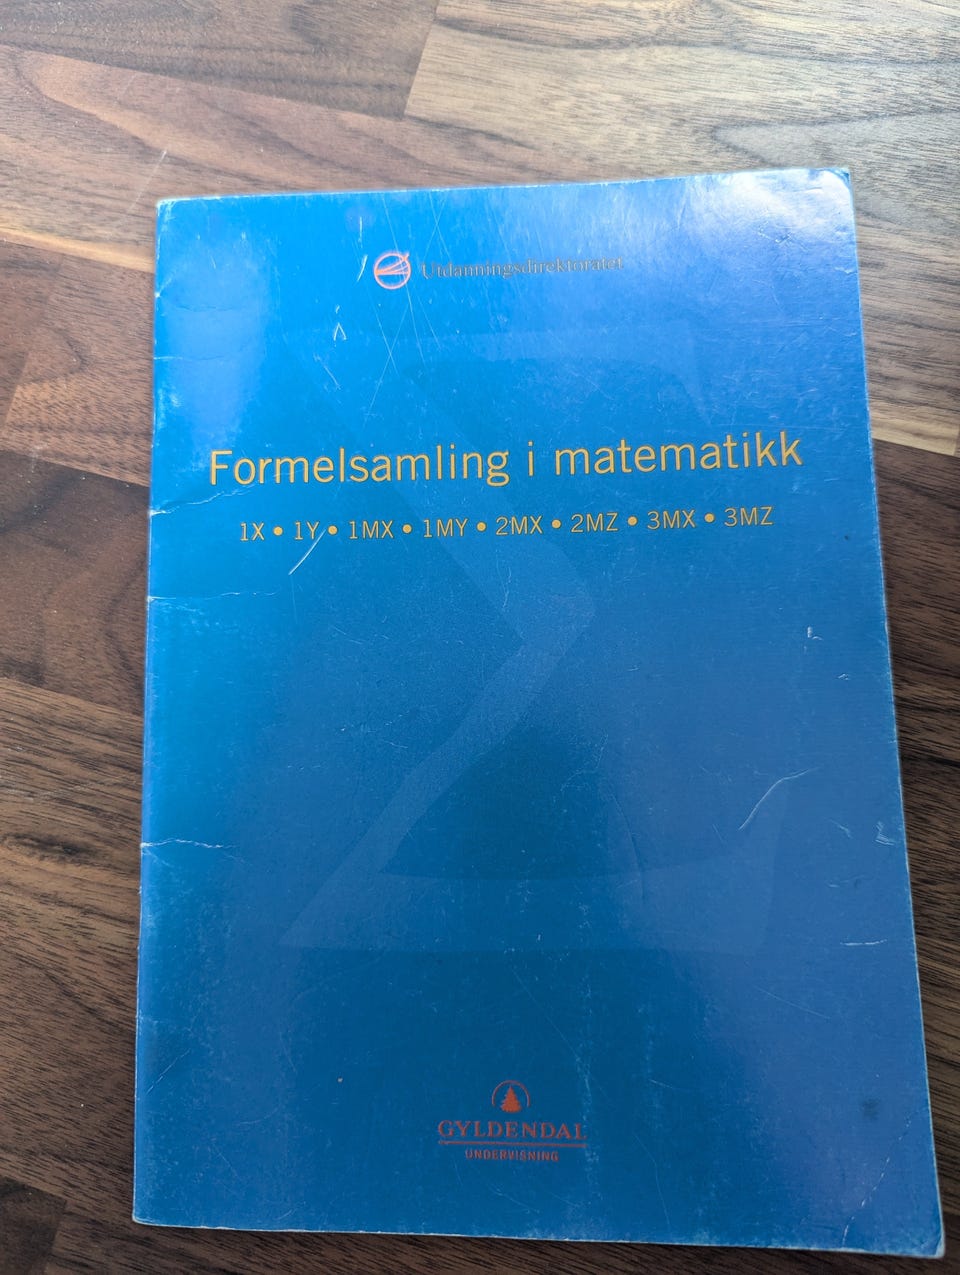 Utdanningsdirektoratet
Formelsamling i matematikk
1X • 1Y • 1MX • 1MY • 2MX • 2MZ • 3MX • 3MZ
GYLDENDAL
UNDERVISNING